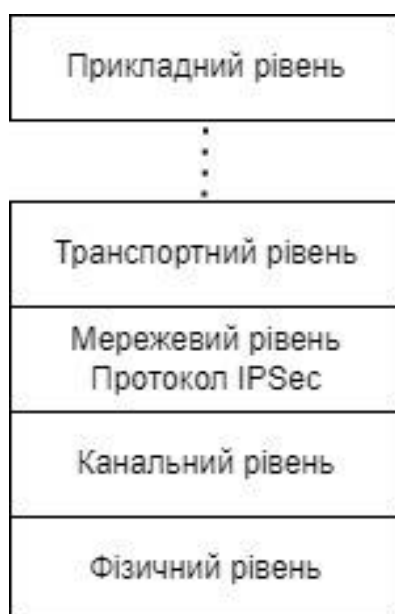 Прикладний рівень
Транспортний рівень
Мережевий рівень
Протокол IPSec
Канальний рівень
Фізичний рівень